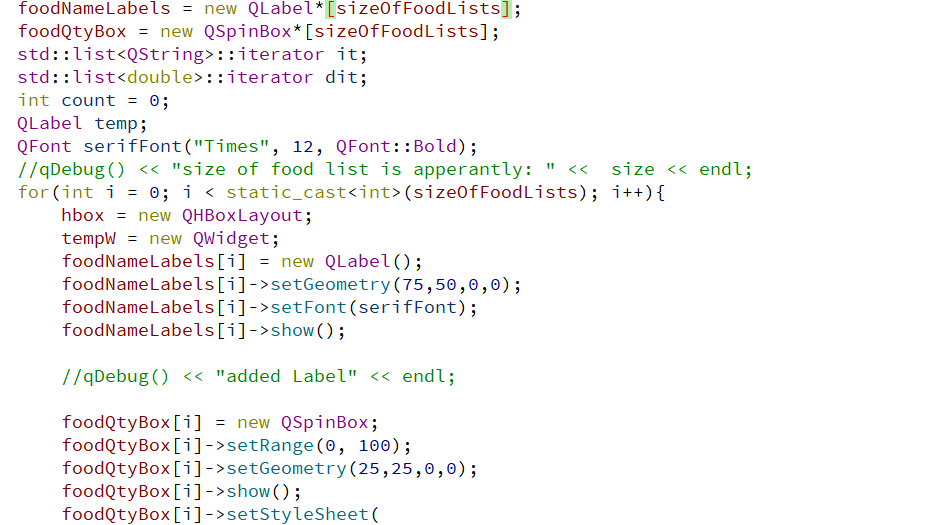 foodNameLabels = new QLabel*[sizeOfFoodLists];
foodQtyBox = new QSpinBox*[sizeOfFoodLists];
std::list<QString>::iterator it;
std::list<double>::iterator dit;
int count = 0;
QLabel temp;
QFont serifFont("Times", 12, QFont::Bold);
//qDebug() << "size of food list is apperantly: " <<  size << endl;
for(int i = 0; i < static_cast<int>(sizeOfFoodLists); i++){
    hbox = new QHBoxLayout;
    tempW = new QWidget;
    foodNameLabels[i] = new QLabel();
    foodNameLabels[i]->setGeometry(75,50,0,0);
    foodNameLabels[i]->setFont(serifFont);
    foodNameLabels[i]->show();
    //qDebug() << "added Label" << endl;
    foodQtyBox[i] = new QSpinBox;
    foodQtyBox[i]->setRange(0, 100);
    foodQtyBox[i]->setGeometry(25,25,0,0);
    foodQtyBox[i]->show();
    foodQtyBox[i]->setStyleSheet(